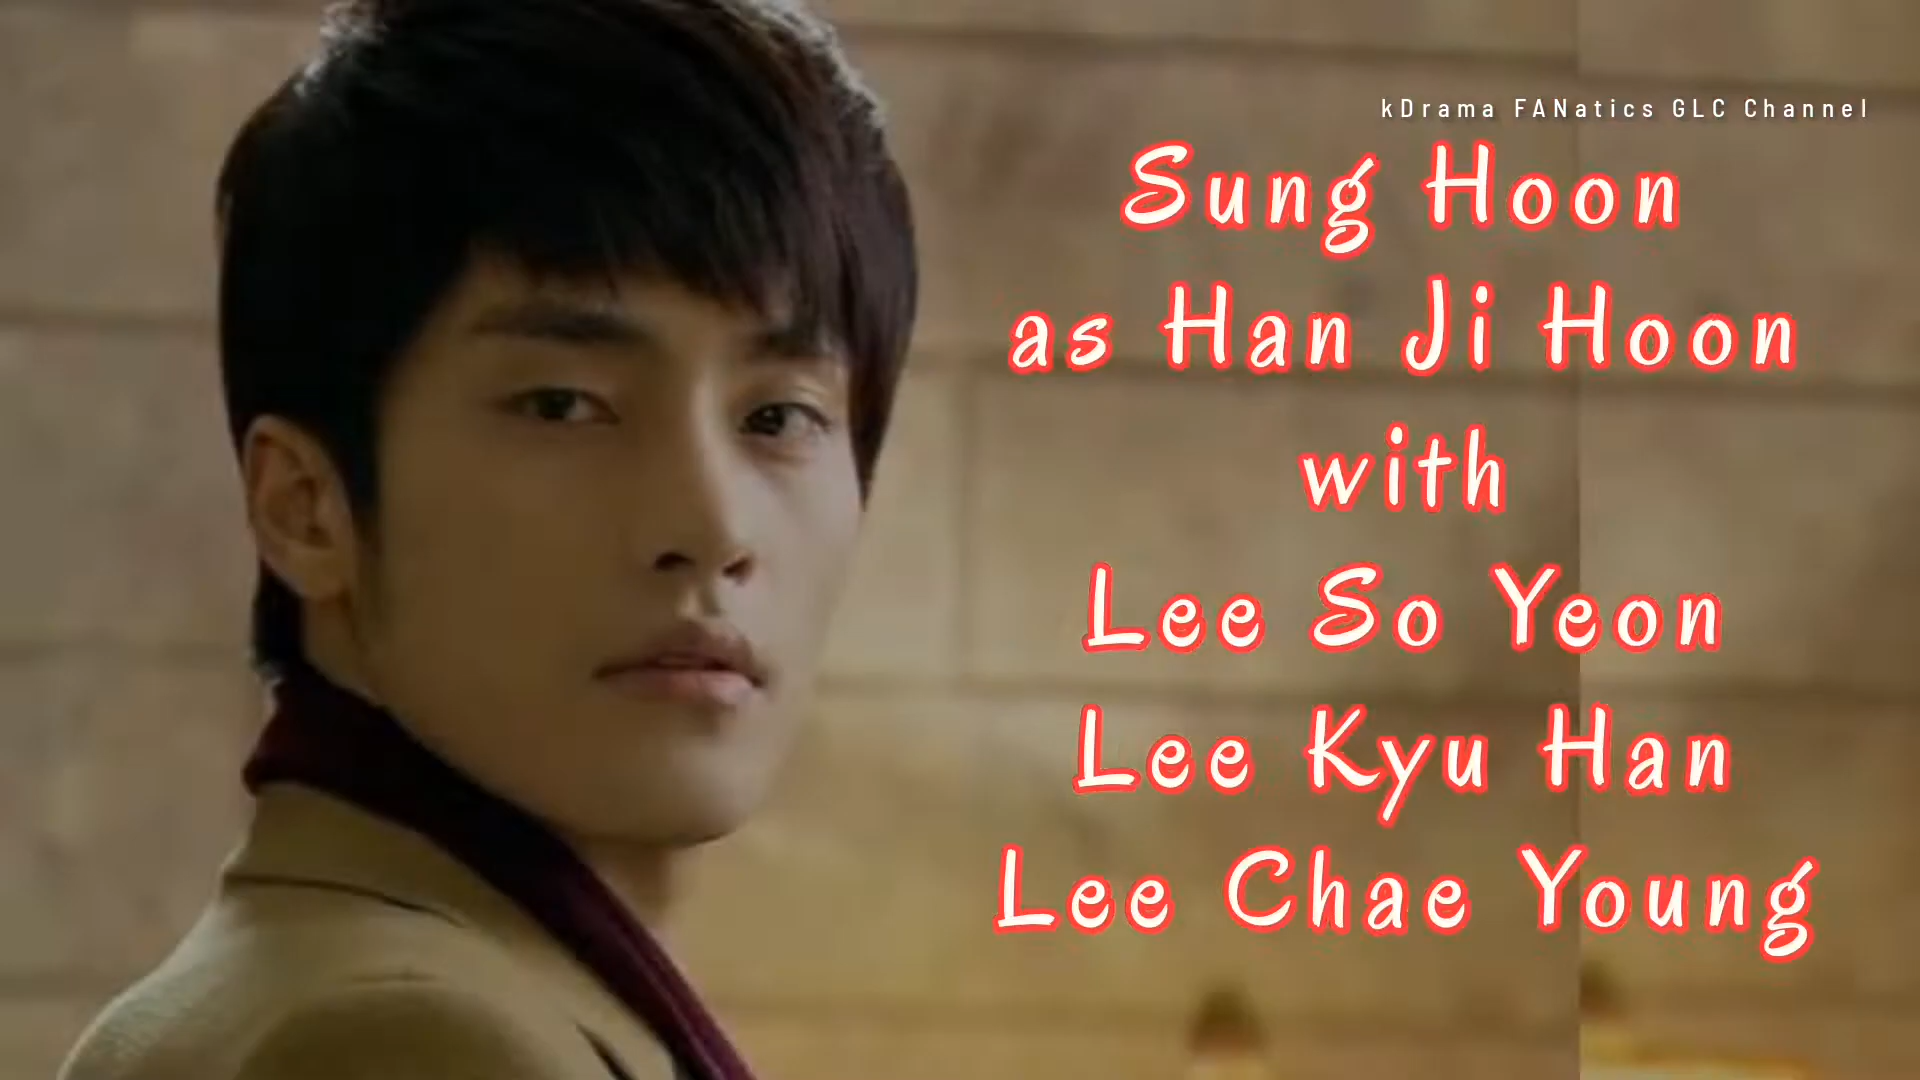 kDrama FANatics GLC Channel
Sung Hoon
as Han Ji Hoon
with
Lee So Yeon
Lee Kyu Han
Lee Chae Young